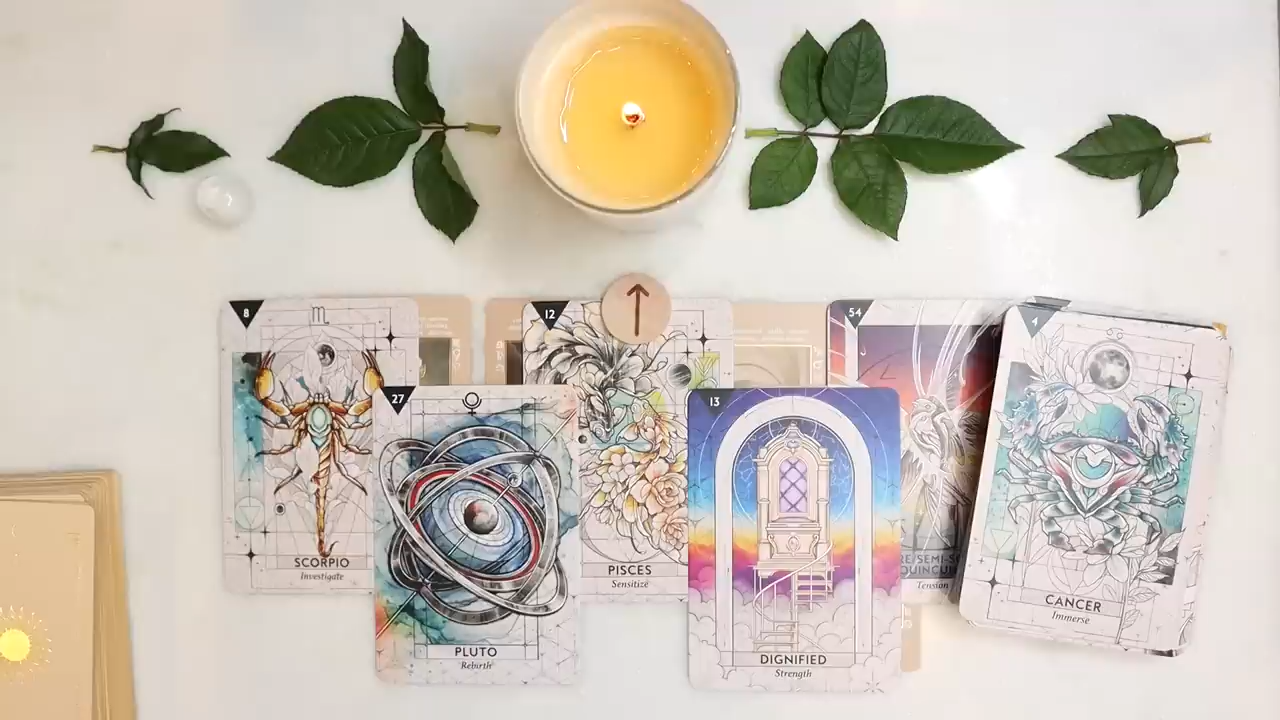 8
SCORPIO
Investigate
27
PLUTO
Rebirth
12
PISCES
Sensitize
13
DIGNIFIED
Strength
54
Tension
4
CANCER
Immerse